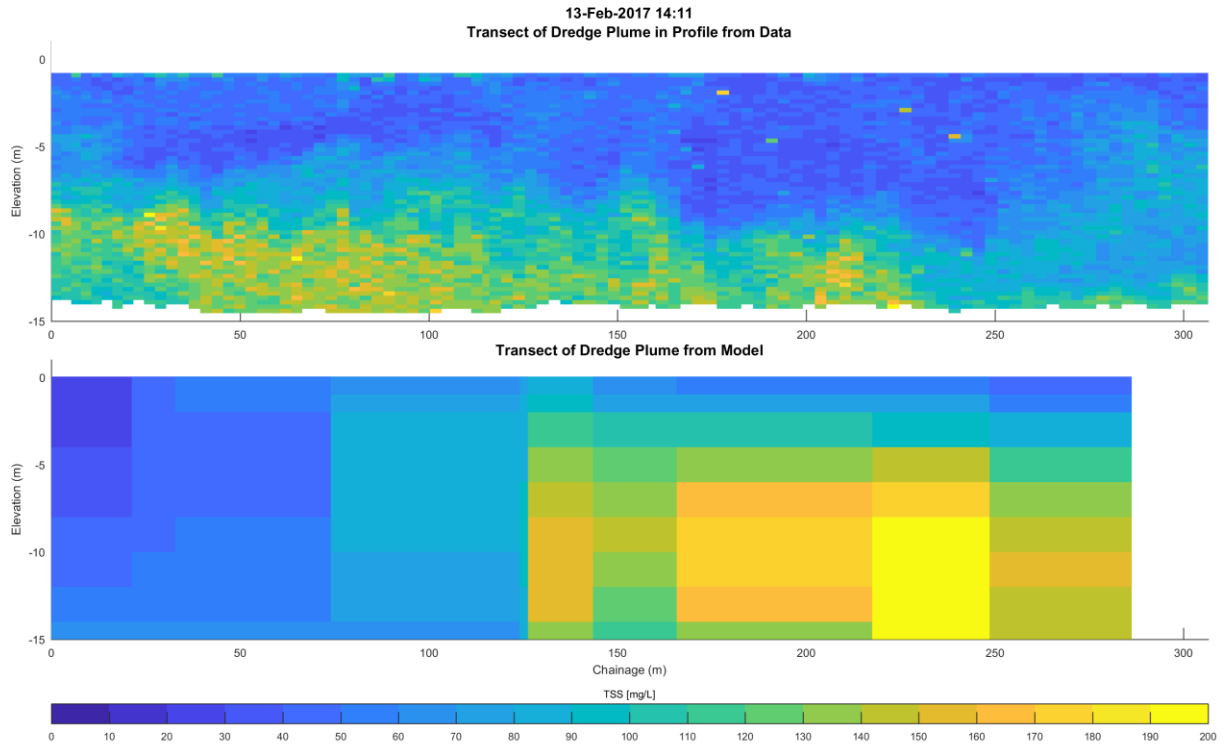 13-Feb-2017 14:11
Transect of Dredge Plume in Profile from Data
Elevation (m)
0
-5
-10
-15
0 50 100 150 200 250 300
Transect of Dredge Plume from Model
Elevation (m)
0
-5
-10
-15
0 50 100 150 200 250 300
Chainage (m)
TSS [mg/L]
0 10 20 30 40 50 60 70 80 90 100 110 120 130 140 150 160 170 180 190 200